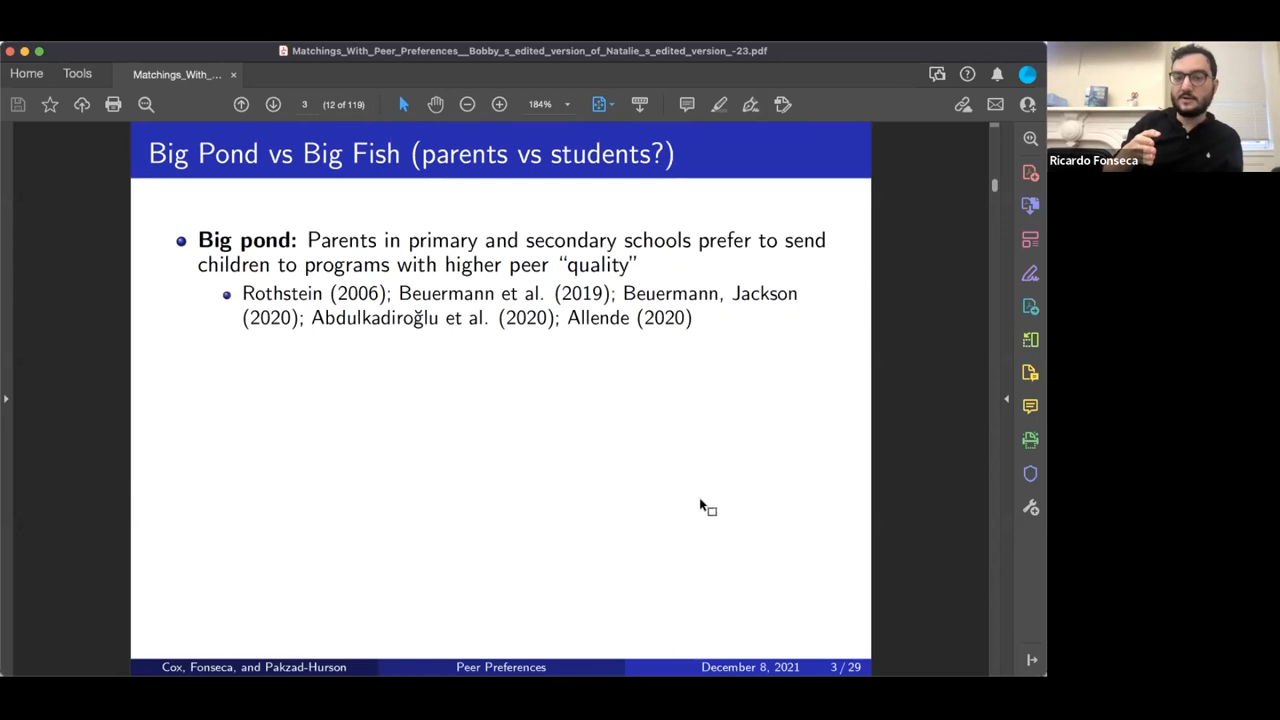 Matchings_With_Peer_Preferences__Bobby_s_edited_version_of_Natalie_s_edited_version_-23.pdf
Home
Tools
Matchings_With_...
×
3
(12 of 119)
184%
Big Pond vs Big Fish (parents vs students?)
Big pond: Parents in primary and secondary schools prefer to send
children to programs with higher peer “quality”
Rothstein (2006); Beuermann et al. (2019); Beuermann, Jackson
(2020); Abdulkadiroğlu et al. (2020); Allende (2020)
Cox, Fonseca, and Pakzad-Hurson
Peer Preferences
December 8, 2021
3 / 29
Ricardo Fonseca